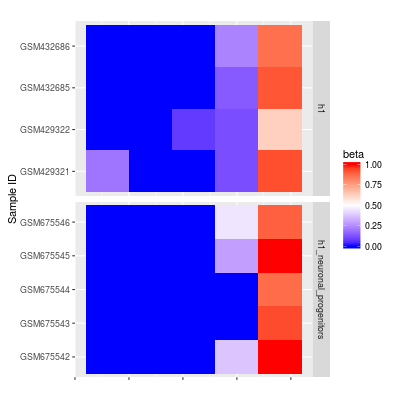 GSM432686
GSM432685
GSM429322
GSM429321
h1
GSM675546
GSM675545
GSM675544
GSM675543
GSM675542
h1_neuronal_progenitors
Sample ID
beta
1.00
0.75
0.50
0.25
0.00